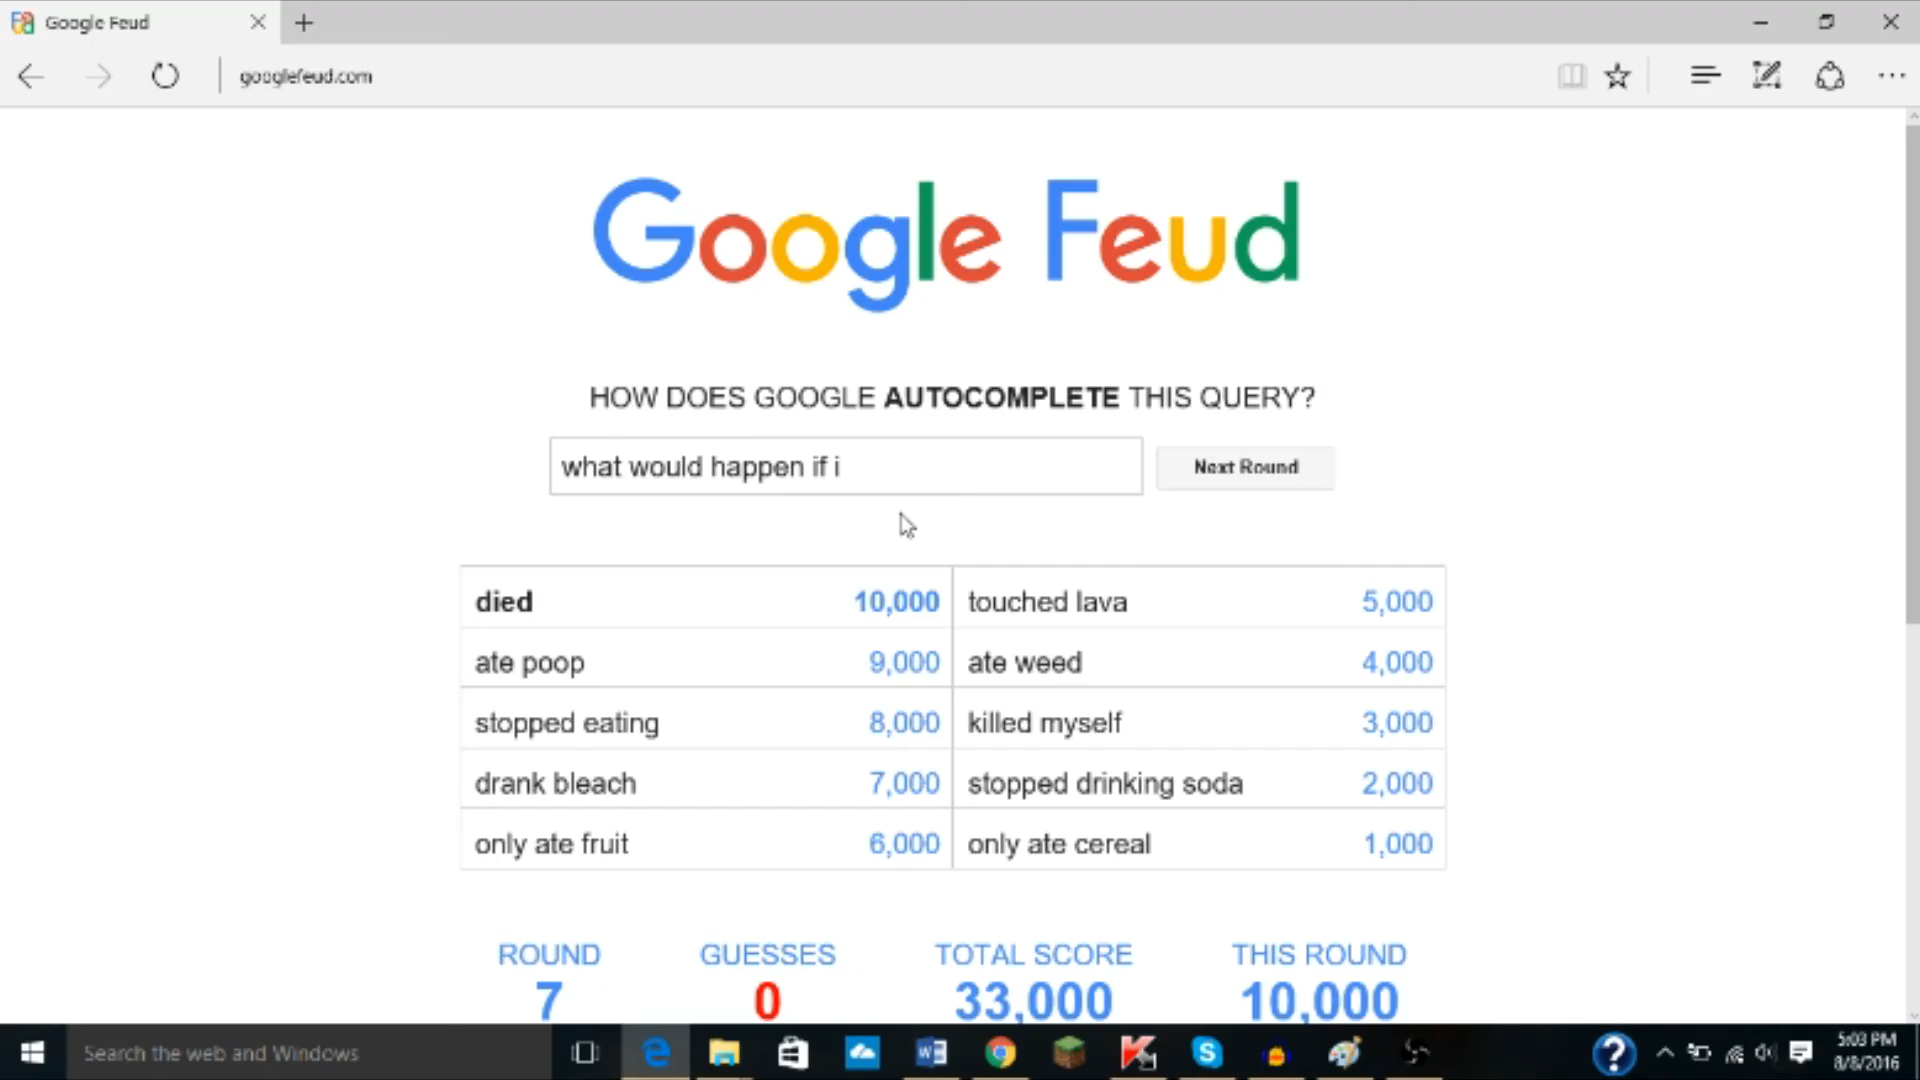 Google Feud
googlefeud.com
Google Feud
HOW DOES GOOGLE AUTOCOMPLETE THIS QUERY?
what would happen if i
Next Round
died 10,000 touched lava 5,000
ate poop 9,000 ate weed 4,000
stopped eating 8,000 killed myself 3,000
drank bleach 7,000 stopped drinking soda 2,000
only ate fruit 6,000 only ate cereal 1,000
ROUND GUESSES TOTAL SCORE THIS ROUND
7 0 33,000 10,000
Search the web and Windows
5:03 PM
8/8/2016